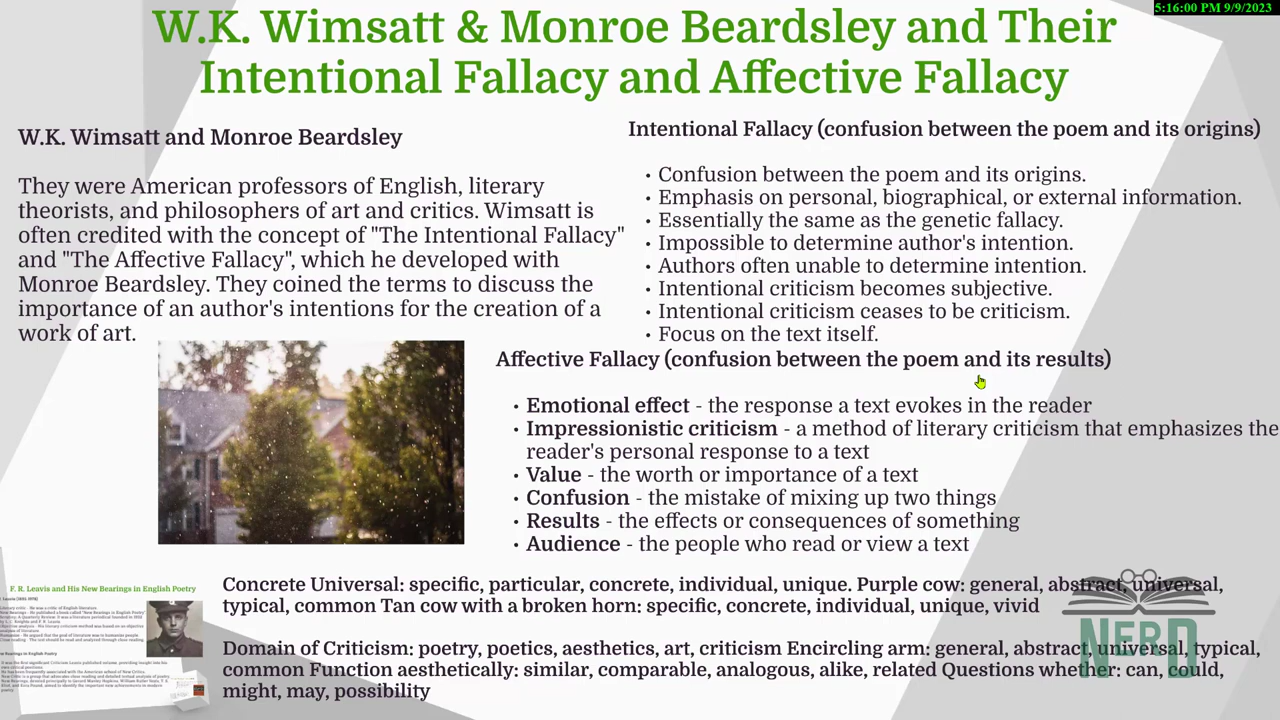 5:16:00 PM 9/9/2023
W.K. Wimsatt & Monroe Beardsley and Their
Intentional Fallacy and Affective Fallacy
W.K. Wimsatt and Monroe Beardsley
They were American professors of English, literary
theorists, and philosophers of art and critics. Wimsatt is
often credited with the concept of "The Intentional Fallacy"
and "The Affective Fallacy", which he developed with
Monroe Beardsley. They coined the terms to discuss the
importance of an author's intentions for the creation of a
work of art.
Intentional Fallacy (confusion between the poem and its origins)
• Confusion between the poem and its origins.
• Emphasis on personal, biographical, or external information.
• Essentially the same as the genetic fallacy.
• Impossible to determine author's intention.
• Authors often unable to determine intention.
• Intentional criticism becomes subjective.
• Intentional criticism ceases to be criticism.
• Focus on the text itself.
Affective Fallacy (confusion between the poem and its results)
• Emotional effect - the response a text evokes in the reader
• Impressionistic criticism - a method of literary criticism that emphasizes the
reader's personal response to a text
• Value - the worth or importance of a text
• Confusion - the mistake of mixing up two things
• Results - the effects or consequences of something
• Audience - the people who read or view a text
Concrete Universal: specific, particular, concrete, individual, unique. Purple cow: general, abstract, universal,
typical, common Tan cow with a broken horn: specific, concrete, individual, unique, vivid
Domain of Criticism: poetry, poetics, aesthetics, art, criticism Encircling arm: general, abstract, universal, typical,
common Function aesthetically: similar, comparable, analogous, alike, related Questions whether: can, could,
might, may, possibility
F. R. Leavis and His New Bearings in English Poetry
NERD